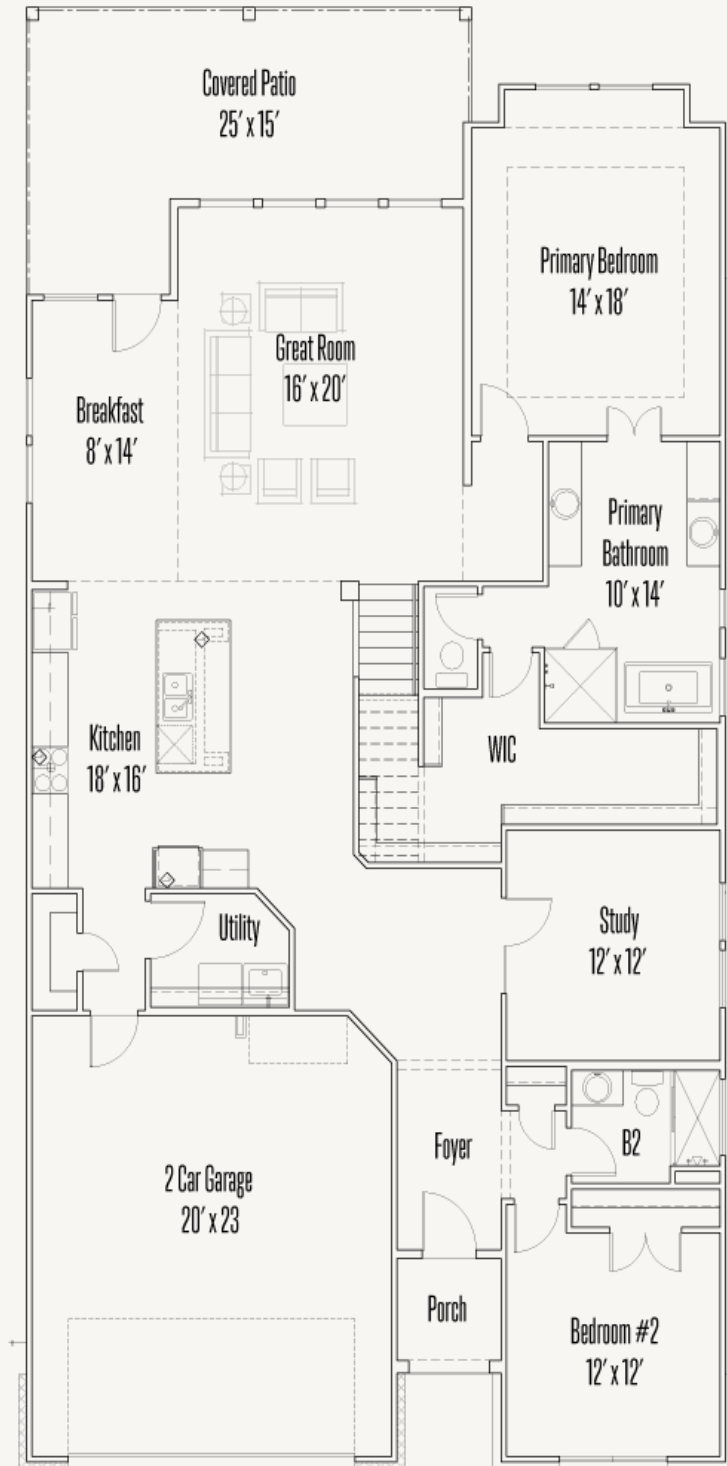 Covered Patio
25' x 15'
Primary Bedroom
14' x 18'
Great Room
16' x 20'
Breakfast
8' x 14'
Primary
Bathroom
10' x 14'
Kitchen
18' x 16'
WIC
Utility
Study
12' x 12'
B2
Foyer
2 Car Garage
20' x 23
Porch
Bedroom #2
12' x 12'